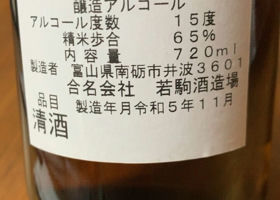 醸造アルコール
アルコール度数 15度
精米歩合 65%
内容量 720ml
製造者 富山県南砺市井波3601
合名会社 若駒酒造場
品目 製造年月令和5年11月
清酒